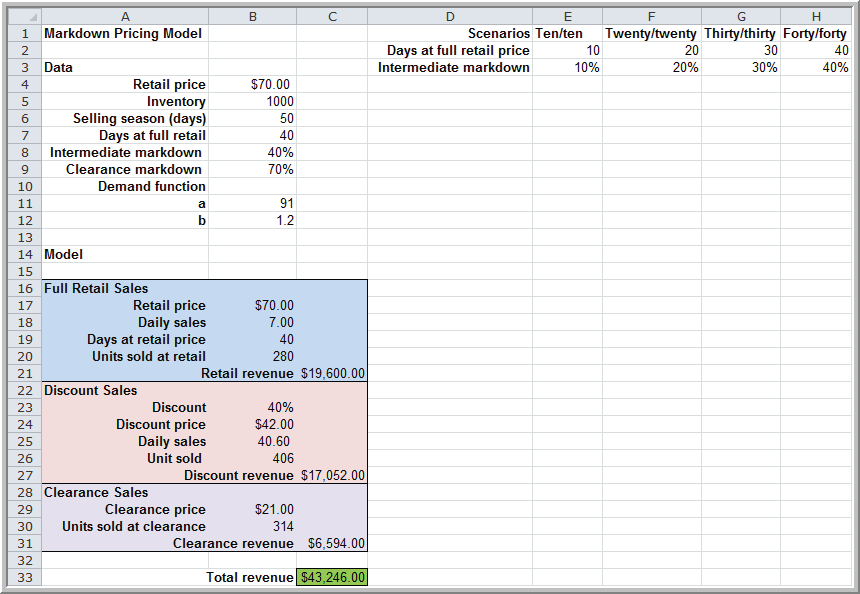 A B C D E F G H
1 Markdown Pricing Model Scenarios Ten/ten Twenty/twenty Thirty/thirty Forty/forty
2 Days at full retail price 10 20 30 40
3 Data Intermediate markdown 10% 20% 30% 40%
4 Retail price $70.00
5 Inventory 1000
6 Selling season (days) 50
7 Days at full retail 40
8 Intermediate markdown 40%
9 Clearance markdown 70%
10 Demand function
11 a 91
12 b 1.2
13
14 Model
15
16 Full Retail Sales
17 Retail price $70.00
18 Daily sales 7.00
19 Days at retail price 40
20 Units sold at retail 280
21 Retail revenue $19,600.00
22 Discount Sales
23 Discount 40%
24 Discount price $42.00
25 Daily sales 40.60
26 Unit sold 406
27 Discount revenue $17,052.00
28 Clearance Sales
29 Clearance price $21.00
30 Units sold at clearance 314
31 Clearance revenue $6,594.00
32
33 Total revenue $43,246.00